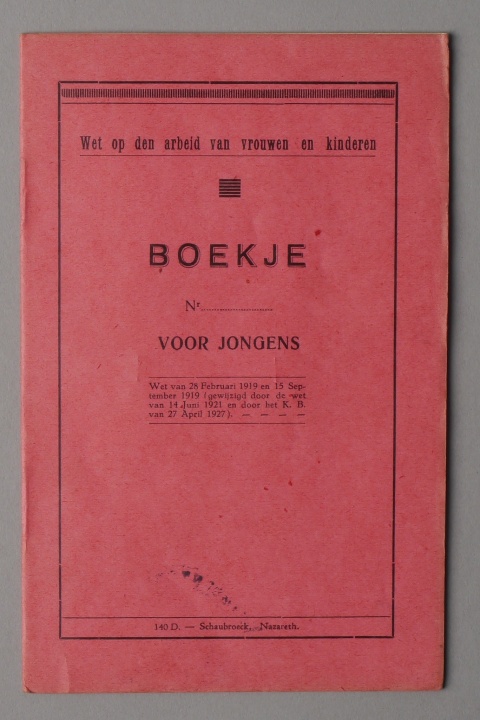 Wet op den arbeid van vrouwen en kinderen
BOEKJE
Nr.........................
VOOR JONGENS
Wet van 28 Februari 1919 en 15 Sep-
tember 1919 (gewijzigd door de wet
van 14 Juni 1921 en door het K. B.
van 27 April 1927). — — — —
140 D. — Schaubroeck, Nazareth.